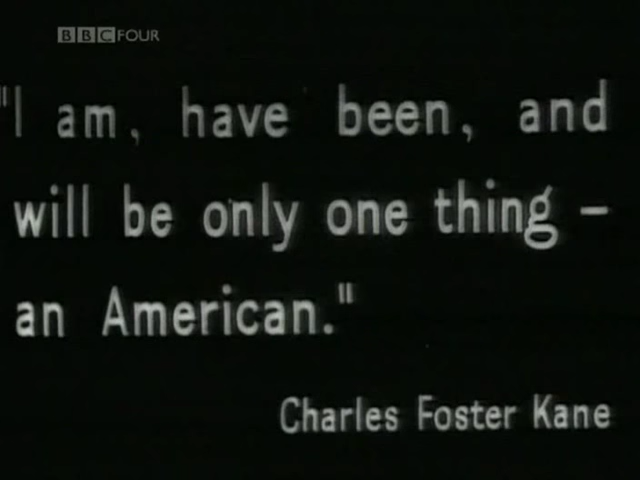 BBC FOUR
"I am, have been, and
will be only one thing –
an American."
Charles Foster Kane